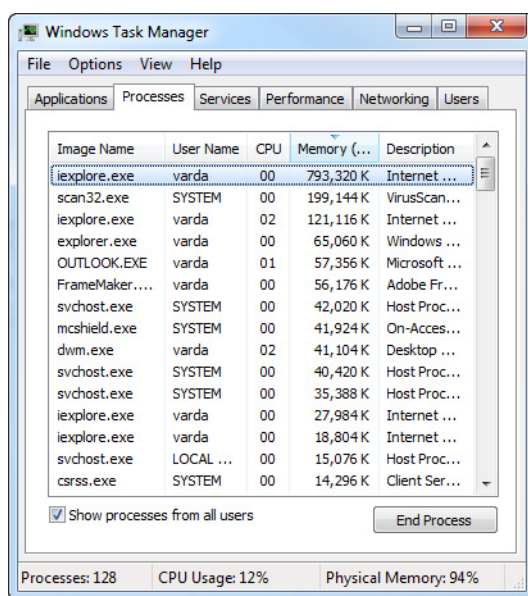 Windows Task Manager
File Options View Help
Applications Processes Services Performance Networking Users
Image Name User Name CPU Memory (... Description
iexplore.exe varda 00 793,320 K Internet ...
scan32.exe SYSTEM 00 199,144 K VirusScan...
iexplore.exe varda 02 121,116 K Internet ...
explorer.exe varda 00 65,060 K Windows ...
OUTLOOK.EXE varda 01 57,356 K Microsoft ...
FrameMaker.... varda 00 56,176 K Adobe Fr...
svchost.exe SYSTEM 00 42,020 K Host Proc...
mcshield.exe SYSTEM 00 41,924 K On-Acces...
dwm.exe varda 02 41,104 K Desktop ...
svchost.exe SYSTEM 00 40,420 K Host Proc...
svchost.exe SYSTEM 00 35,388 K Host Proc...
iexplore.exe varda 00 27,984 K Internet ...
iexplore.exe varda 00 18,804 K Internet ...
svchost.exe LOCAL ... 00 15,076 K Host Proc...
csrss.exe SYSTEM 00 14,296 K Client Ser...
Show processes from all users End Process
Processes: 128 CPU Usage: 12% Physical Memory: 94%